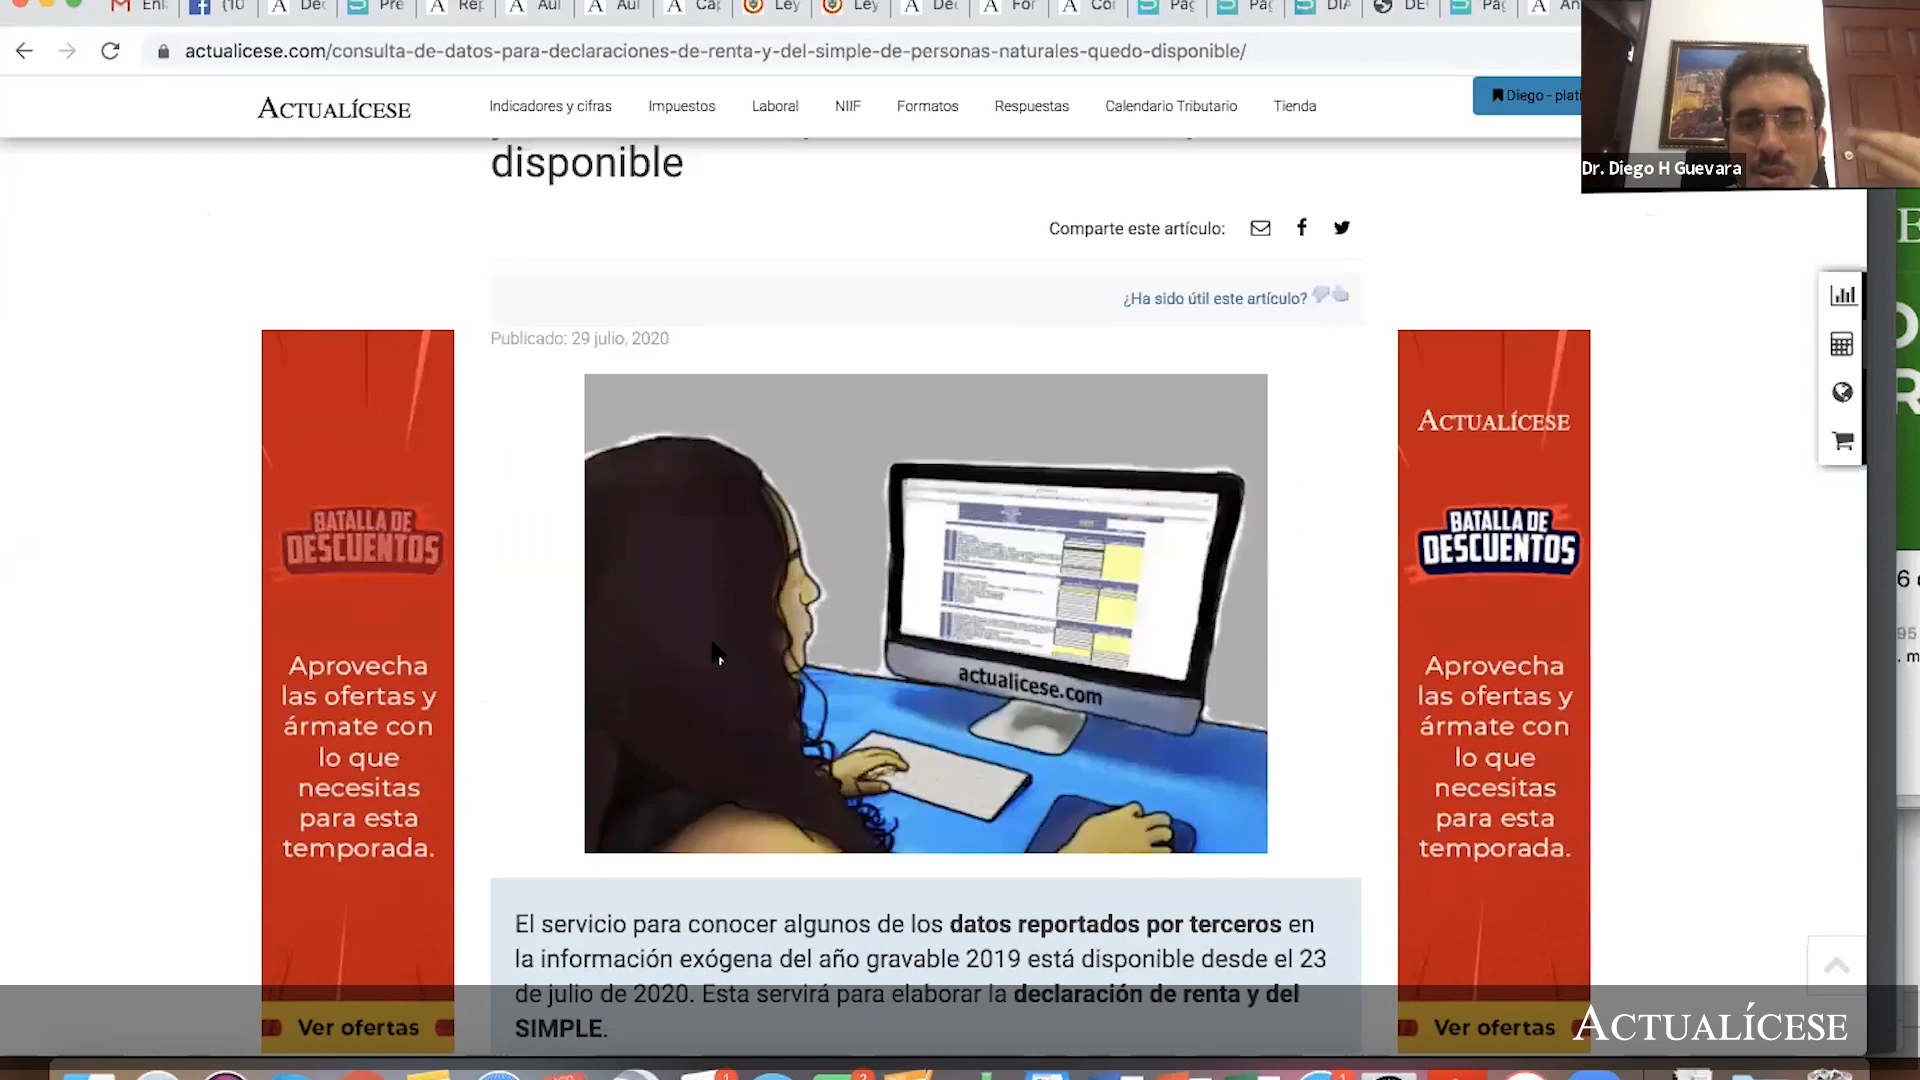 actualicese.com/consulta-de-datos-para-declaraciones-de-renta-y-del-simple-de-personas-naturales-quedo-disponible/
ACTUALÍCESE
Indicadores y cifras
Impuestos
Laboral
NIIF
Formatos
Respuestas
Calendario Tributario
Tienda
Diego - plati
Dr. Diego H Guevara
disponible
Comparte este artículo:
¿Ha sido útil este artículo?
Publicado: 29 julio, 2020
BATALLA DE
DESCUENTOS
Aprovecha
las ofertas y
ármate con
lo que
necesitas
para esta
temporada.
Ver ofertas
actualicese.com
ACTUALÍCESE
BATALLA DE
DESCUENTOS
Aprovecha
las ofertas y
ármate con
lo que
necesitas
para esta
temporada.
Ver ofertas
El servicio para conocer algunos de los datos reportados por terceros en
la información exógena del año gravable 2019 está disponible desde el 23
de julio de 2020. Esta servirá para elaborar la declaración de renta y del
SIMPLE.
ACTUALÍCESE